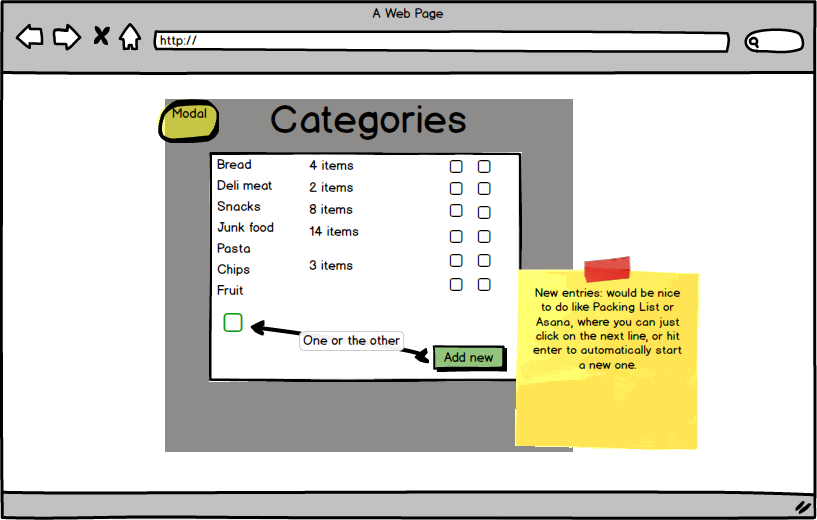 A Web Page
http://
Modal
Categories
Bread 4 items
Deli meat 2 items
Snacks 8 items
Junk food 14 items
Pasta
Chips 3 items
Fruit
One or the other
Add new
New entries: would be nice
to do like Packing List or
Asana, where you can just
click on the next line, or hit
enter to automatically start
a new one.